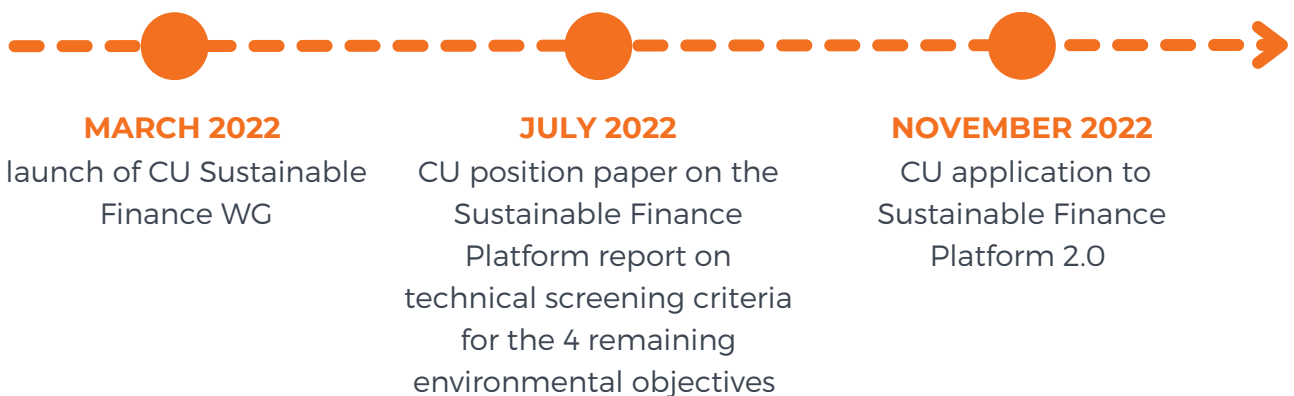 MARCH 2022
launch of CU Sustainable
Finance WG
JULY 2022
CU position paper on the
Sustainable Finance
Platform report on
technical screening criteria
for the 4 remaining
environmental objectives
NOVEMBER 2022
CU application to
Sustainable Finance
Platform 2.0